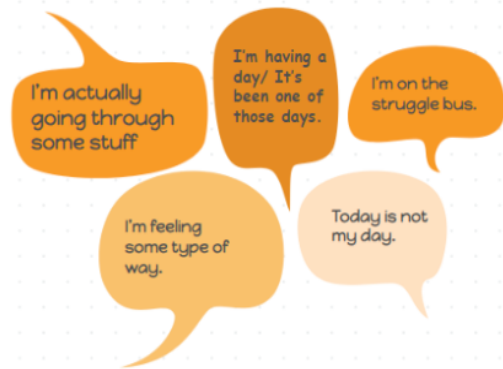 I'm actually
going through
some stuff
I'm having a
day/ It's
been one of
those days.
I'm on the
struggle bus.
I'm feeling
some type of
way.
Today is not
my day.